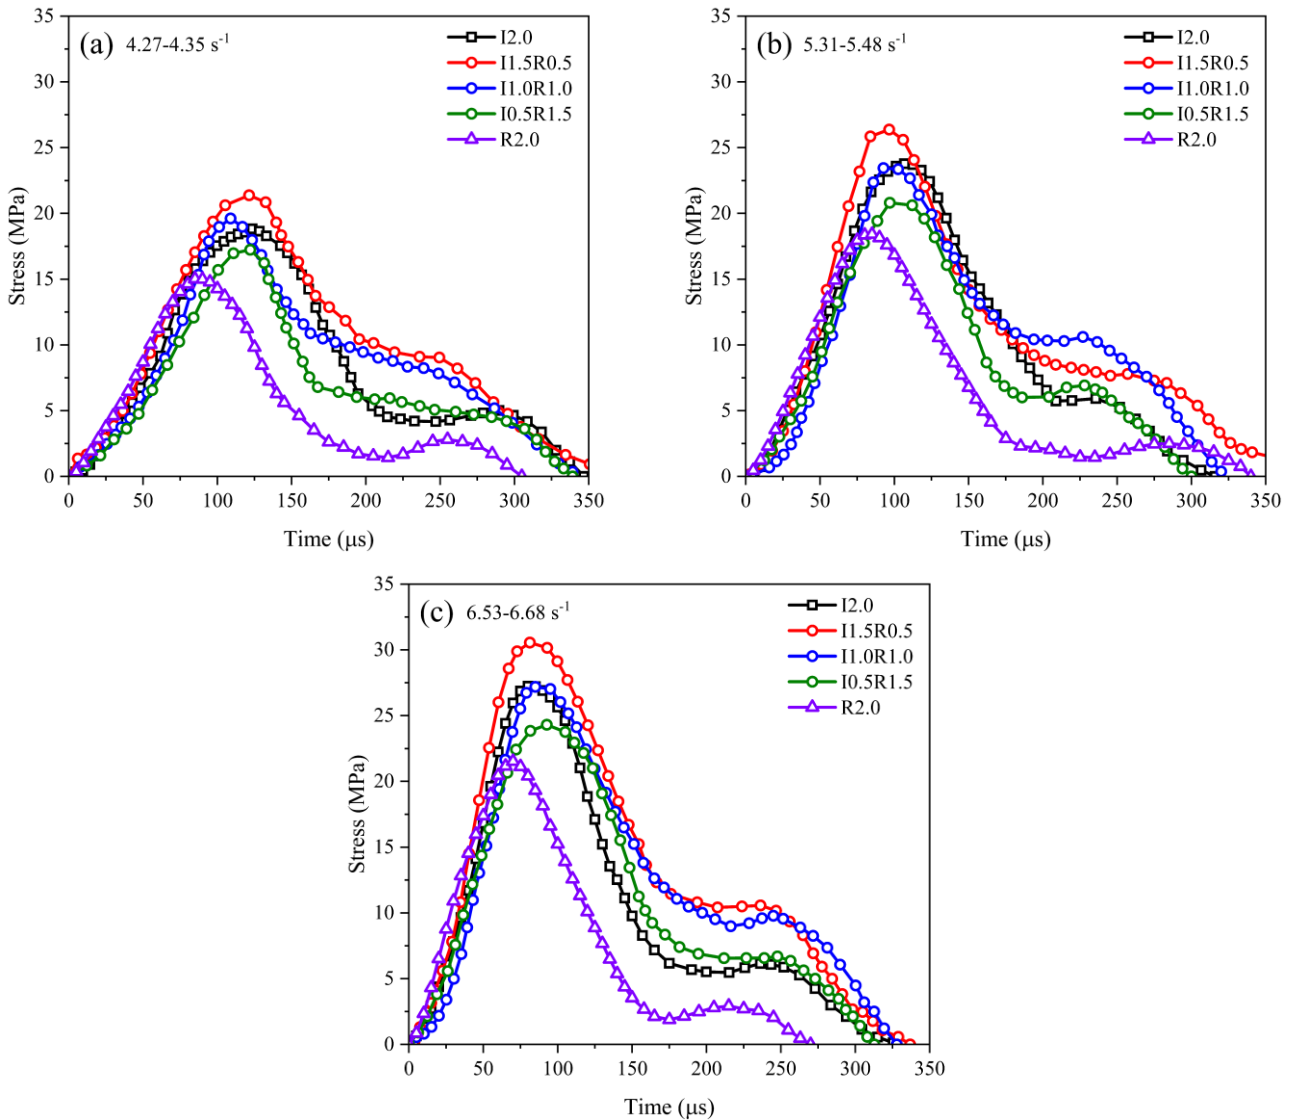 (a) 4.27-4.35 s⁻¹
I2.0
I1.5R0.5
I1.0R1.0
I0.5R1.5
R2.0
35
30
25
20
15
10
5
0
Stress (MPa)
0 50 100 150 200 250 300 350
Time (μs)
(b) 5.31-5.48 s⁻¹
I2.0
I1.5R0.5
I1.0R1.0
I0.5R1.5
R2.0
35
30
25
20
15
10
5
0
Stress (MPa)
0 50 100 150 200 250 300 350
Time (μs)
(c) 6.53-6.68 s⁻¹
I2.0
I1.5R0.5
I1.0R1.0
I0.5R1.5
R2.0
35
30
25
20
15
10
5
0
Stress (MPa)
0 50 100 150 200 250 300 350
Time (μs)